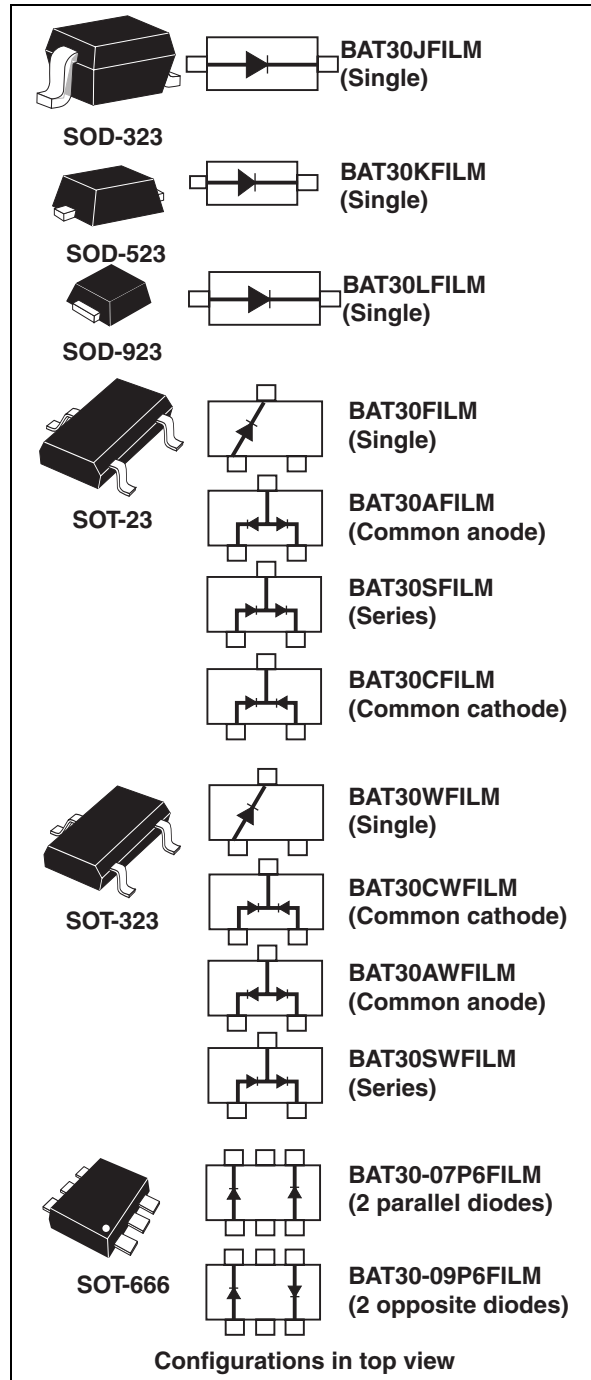 BAT30JFILM
(Single)
SOD-323
BAT30KFILM
(Single)
SOD-523
BAT30LFILM
(Single)
SOD-923
BAT30FILM
(Single)
SOT-23
BAT30AFILM
(Common anode)
BAT30SFILM
(Series)
BAT30CFILM
(Common cathode)
BAT30WFILM
(Single)
SOT-323
BAT30CWFILM
(Common cathode)
BAT30AWFILM
(Common anode)
BAT30SWFILM
(Series)
BAT30-07P6FILM
(2 parallel diodes)
SOT-666
BAT30-09P6FILM
(2 opposite diodes)
Configurations in top view